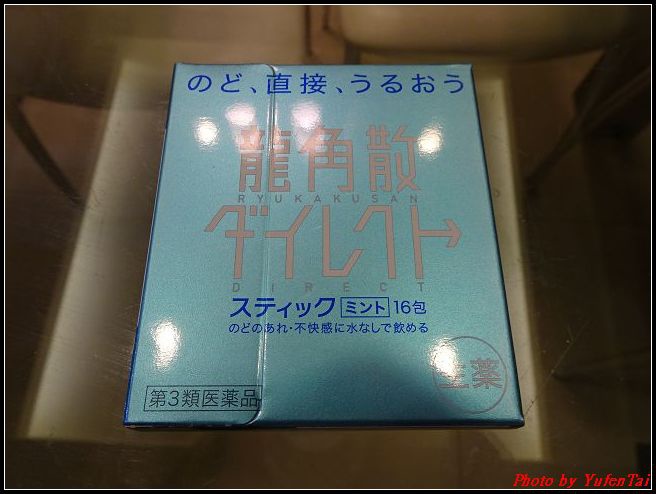 のど、直接、うるおう
龍角散
RYUKAKUSAN
ダイレクト
DIRECT
スティック ミント 16包
のどのあれ・不快感に水なしで飲める
生薬
第3類医薬品
Photo by YufenTai